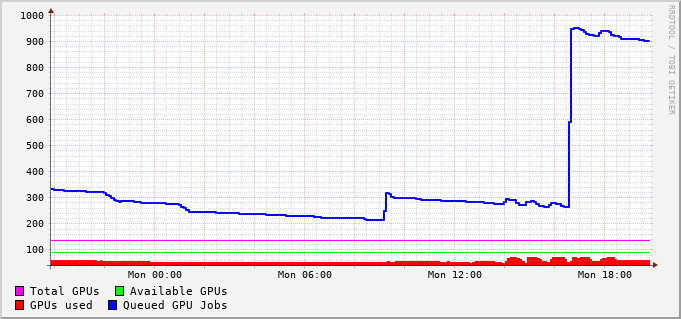 1000
900
800
700
600
500
400
300
200
100
Mon 00:00 Mon 06:00 Mon 12:00 Mon 18:00
Total GPUs Available GPUs
GPUs used Queued GPU Jobs
RRDTOOL / TOBI OETIKER